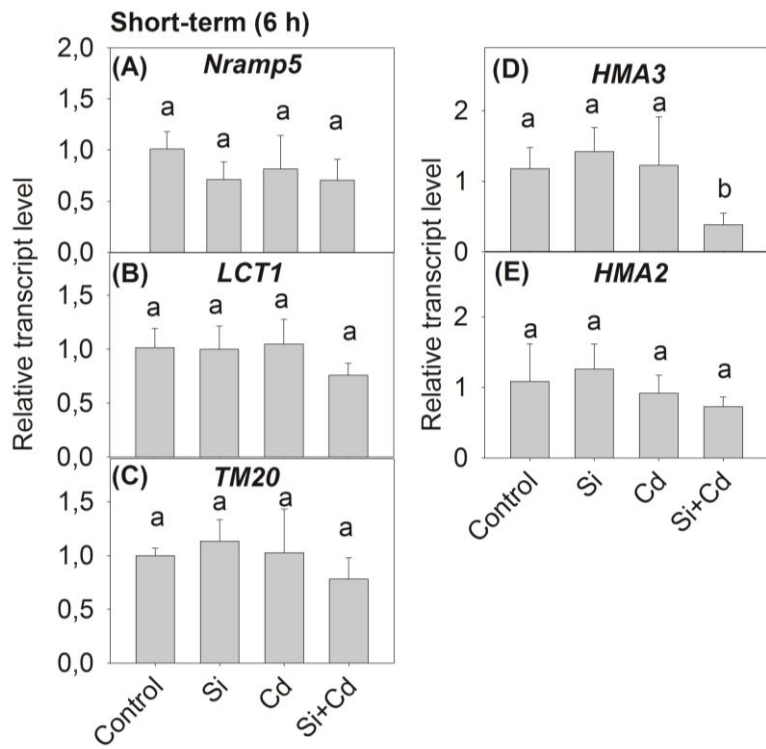 Short-term (6 h)
Relative transcript level
(A) Nramp5
2,0
1,5
1,0
0,5
0,0
a a a a
(B) LCT1
1,5
1,0
0,5
0,0
a a a a
(C) TM20
1,5
1,0
0,5
0,0
a a a a
Control Si Cd Si+Cd
Relative transcript level
(D) HMA3
2
1
0
a a a b
(E) HMA2
2
1
0
a a a a
Control Si Cd Si+Cd